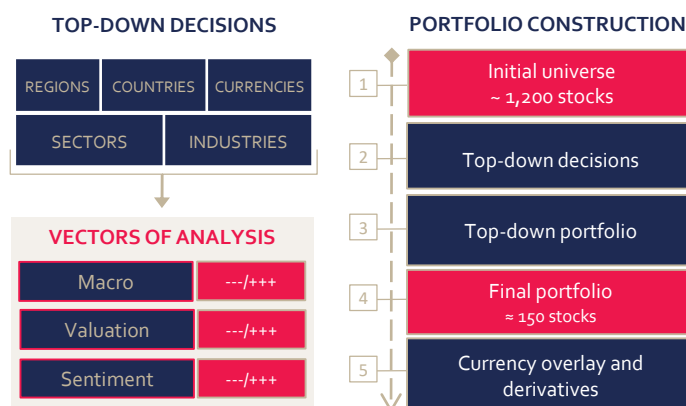 TOP-DOWN DECISIONS
REGIONS
COUNTRIES
CURRENCIES
SECTORS
INDUSTRIES
VECTORS OF ANALYSIS
Macro
---/+++
Valuation
---/+++
Sentiment
---/+++
PORTFOLIO CONSTRUCTION
1
Initial universe
~ 1,200 stocks
2
Top-down decisions
3
Top-down portfolio
4
Final portfolio
≈ 150 stocks
5
Currency overlay and
derivatives